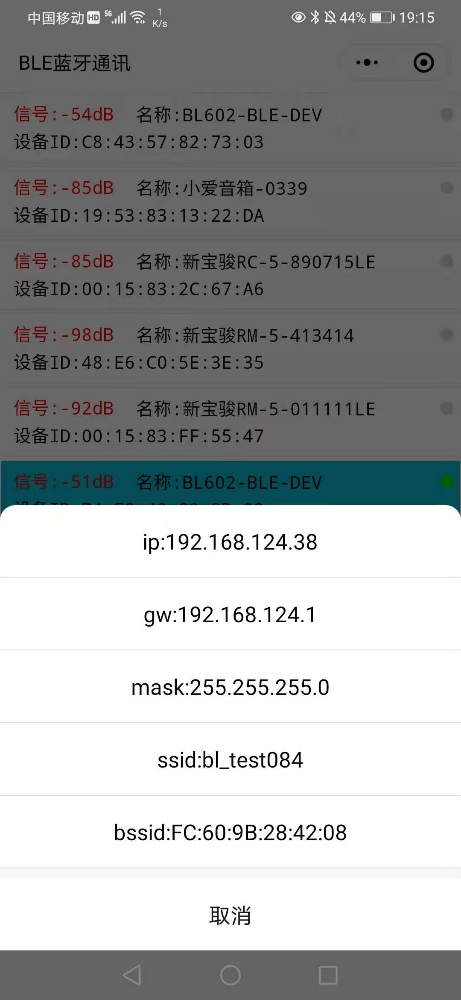 中国移动 HD 5G 1 K/s 44% 19:15
BLE蓝牙通讯
信号:-54dB 名称:BL602-BLE-DEV
设备ID:C8:43:57:82:73:03
信号:-85dB 名称:小爱音箱-0339
设备ID:19:53:83:13:22:DA
信号:-85dB 名称:新宝骏RC-5-890715LE
设备ID:00:15:83:2C:67:A6
信号:-98dB 名称:新宝骏RM-5-413414
设备ID:48:E6:C0:5E:3E:35
信号:-92dB 名称:新宝骏RM-5-011111LE
设备ID:00:15:83:FF:55:47
信号:-51dB 名称:BL602-BLE-DEV
ip:192.168.124.38
gw:192.168.124.1
mask:255.255.255.0
ssid:bl_test084
bssid:FC:60:9B:28:42:08
取消